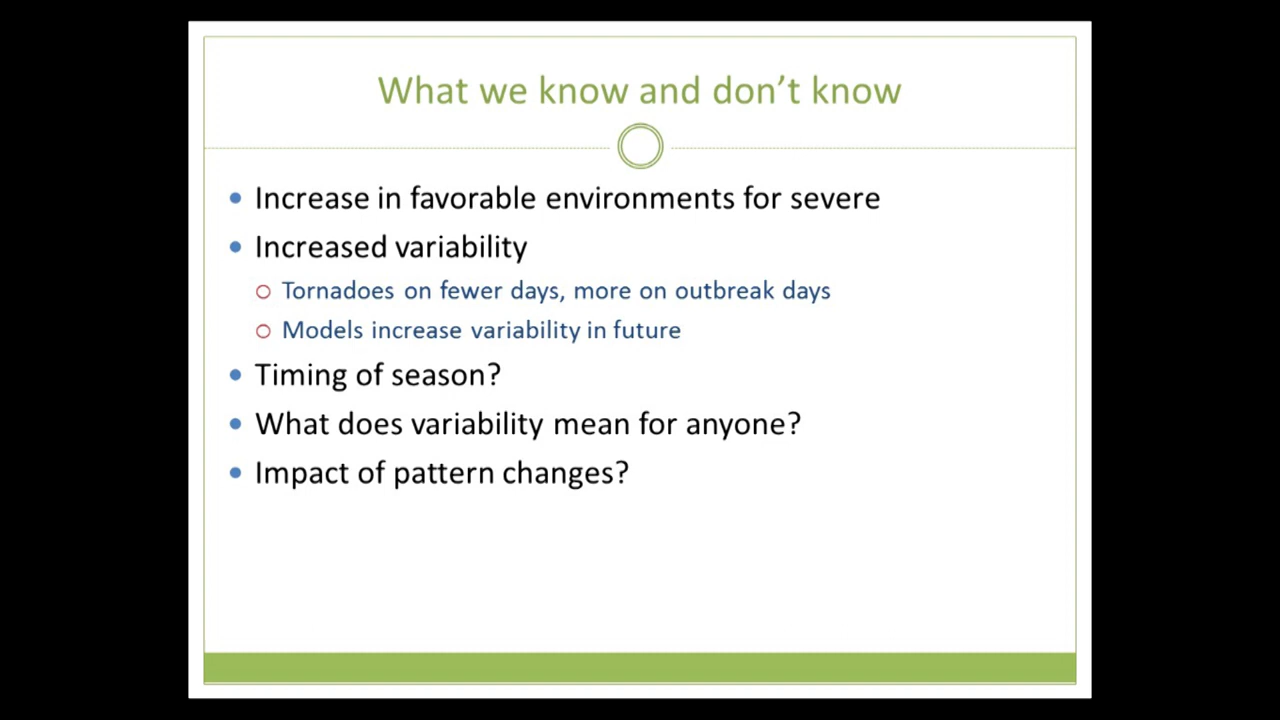 What we know and don’t know
Increase in favorable environments for severe
Increased variability
Tornadoes on fewer days, more on outbreak days
Models increase variability in future
Timing of season?
What does variability mean for anyone?
Impact of pattern changes?